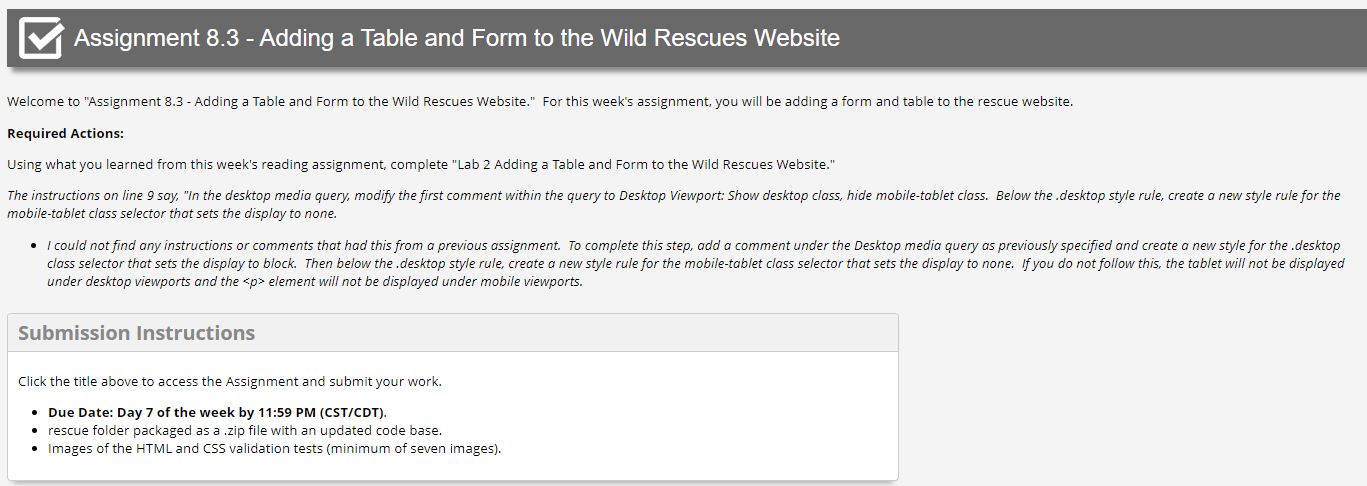 Assignment 8.3 - Adding a Table and Form to the Wild Rescues Website
Welcome to "Assignment 8.3 - Adding a Table and Form to the Wild Rescues Website."  For this week's assignment, you will be adding a form and table to the rescue website.
Required Actions:
Using what you learned from this week's reading assignment, complete "Lab 2 Adding a Table and Form to the Wild Rescues Website."
The instructions on line 9 say, "In the desktop media query, modify the first comment within the query to Desktop Viewport: Show desktop class, hide mobile-tablet class.  Below the .desktop style rule, create a new style rule for the
mobile-tablet class selector that sets the display to none.
• I could not find any instructions or comments that had this from a previous assignment.  To complete this step, add a comment under the Desktop media query as previously specified and create a new style for the .desktop
class selector that sets the display to block.  Then below the .desktop style rule, create a new style rule for the mobile-tablet class selector that sets the display to none.  If you do not follow this, the tablet will not be displayed
under desktop viewports and the <p> element will not be displayed under mobile viewports.
Submission Instructions
Click the title above to access the Assignment and submit your work.
• Due Date: Day 7 of the week by 11:59 PM (CST/CDT).
• rescue folder packaged as a .zip file with an updated code base.
• Images of the HTML and CSS validation tests (minimum of seven images).